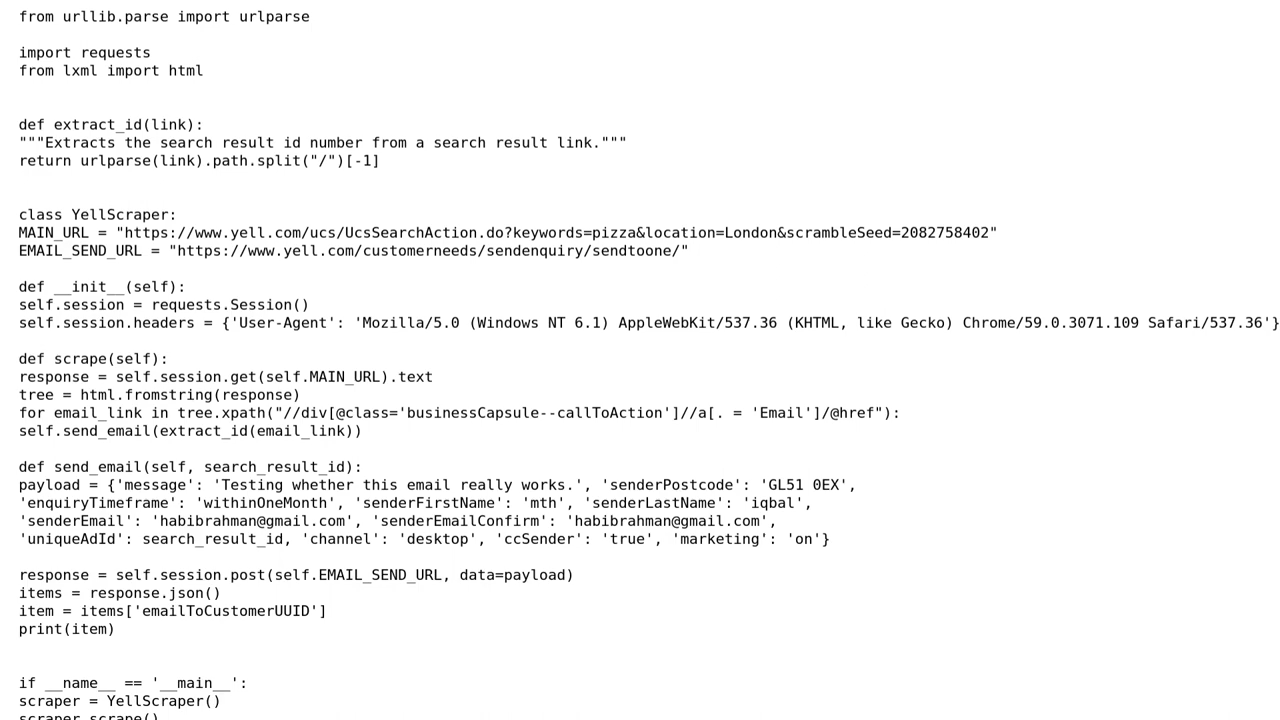 from urllib.parse import urlparse
import requests
from lxml import html
def extract_id(link):
"""Extracts the search result id number from a search result link."""
return urlparse(link).path.split("/")[-1]
class YellScraper:
MAIN_URL = "https://www.yell.com/ucs/UcsSearchAction.do?keywords=pizza&location=London&scrambleSeed=2082758402"
EMAIL_SEND_URL = "https://www.yell.com/customerneeds/sendenquiry/sendtoone/"
def __init__(self):
self.session = requests.Session()
self.session.headers = {'User-Agent': 'Mozilla/5.0 (Windows NT 6.1) AppleWebKit/537.36 (KHTML, like Gecko) Chrome/59.0.3071.109 Safari/537.36'}
def scrape(self):
response = self.session.get(self.MAIN_URL).text
tree = html.fromstring(response)
for email_link in tree.xpath("//div[@class='businessCapsule--callToAction']//a[. = 'Email']/@href"):
self.send_email(extract_id(email_link))
def send_email(self, search_result_id):
payload = {'message': 'Testing whether this email really works.', 'senderPostcode': 'GL51 0EX',
'enquiryTimeframe': 'withinOneMonth', 'senderFirstName': 'mth', 'senderLastName': 'iqbal',
'senderEmail': 'habibrahman@gmail.com', 'senderEmailConfirm': 'habibrahman@gmail.com',
'uniqueAdId': search_result_id, 'channel': 'desktop', 'ccSender': 'true', 'marketing': 'on'}
response = self.session.post(self.EMAIL_SEND_URL, data=payload)
items = response.json()
item = items['emailToCustomerUUID']
print(item)
if __name__ == '__main__':
scraper = YellScraper()
scraper.scrape()